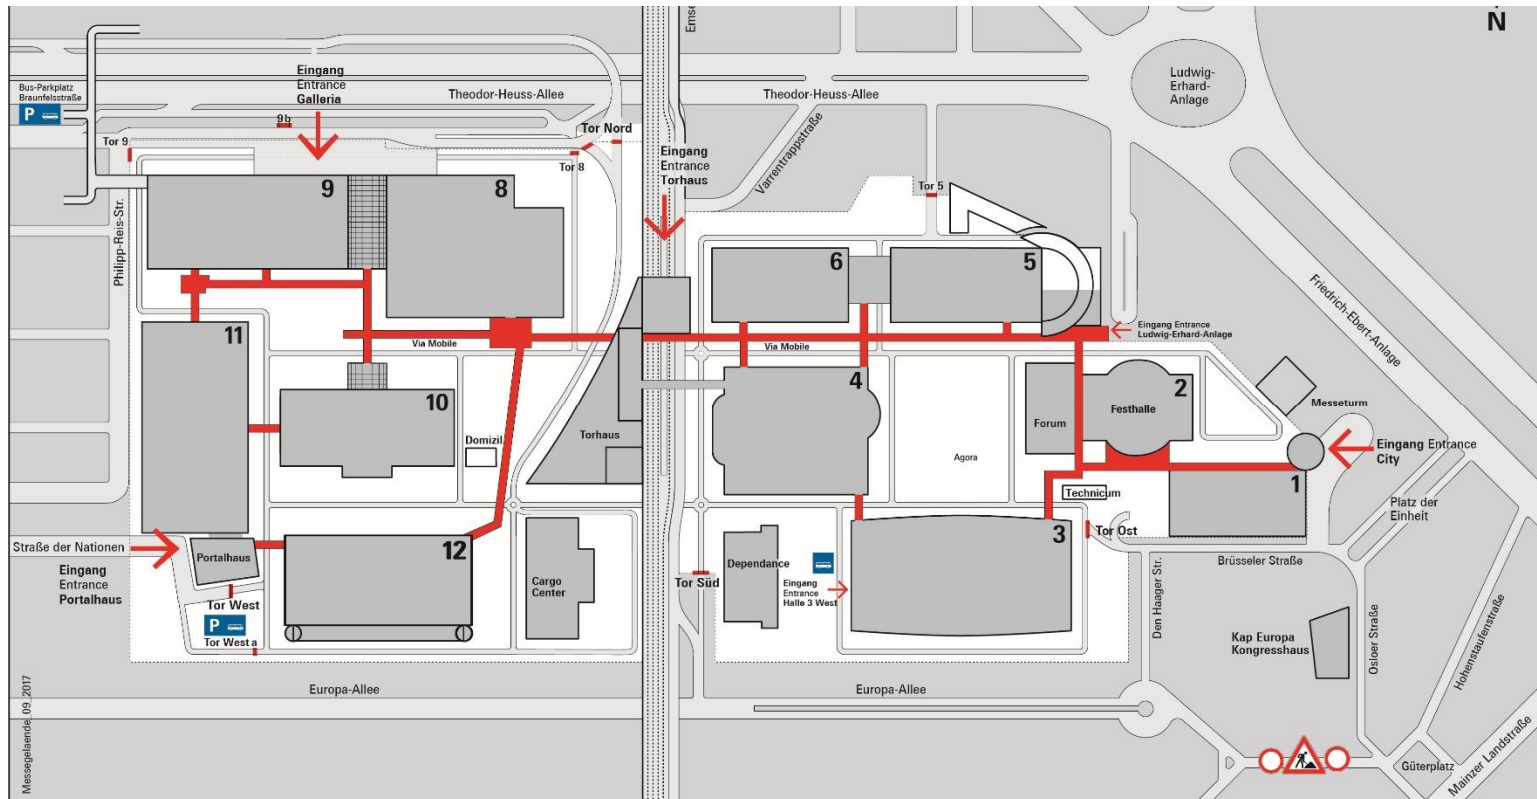 N
Emse
Bus-Parkplatz
Braunfelsstraße
P
Eingang
Entrance
Galleria
Theodor-Heuss-Allee
Theodor-Heuss-Allee
Ludwig-
Erhard-
Anlage
9b
Tor 9
Tor Nord
Tor 8
Eingang
Entrance
Torhaus
Varrentrappstraße
Tor 5
9
8
6
5
Philipp-Reis-Str.
Friedrich-Ebert-Anlage
11
Via Mobile
Via Mobile
Eingang Entrance
Ludwig-Erhard-Anlage
4
2
10
Festhalle
Messeturm
Forum
Domizil
Torhaus
Agora
Eingang Entrance
City
1
Technicum
Platz der
Einheit
Straße der Nationen
Portalhaus
12
3
Tor Ost
Brüsseler Straße
Eingang
Entrance
Portalhaus
Tor West
P
Tor West a
Cargo
Center
Tor Süd
Dependance
Eingang
Entrance
Halle 3 West
Den Haager Str.
Kap Europa
Kongresshaus
Osloer Straße
Hohenstaufenstraße
Europa-Allee
Europa-Allee
Messegelaende_09_2017
Güterplatz
Mainzer Landstraße